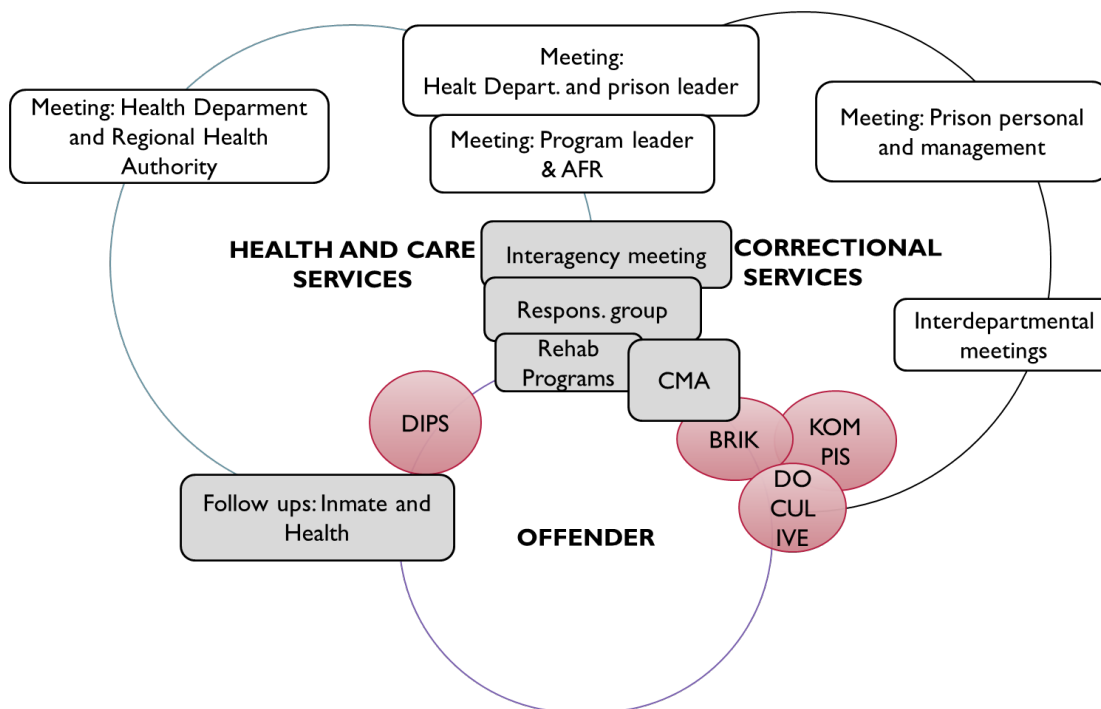 Meeting:
Healt Depart. and prison leader
Meeting: Health Deparment
and Regional Health
Authority
Meeting: Program leader
& AFR
Meeting: Prison personal
and management
HEALTH AND CARE
SERVICES
Interagency meeting
CORRECTIONAL
SERVICES
Respons. group
Interdepartmental
meetings
Rehab
Programs
CMA
DIPS
BRIK
KOM
PIS
DO
CUL
IVE
Follow ups: Inmate and
Health
OFFENDER